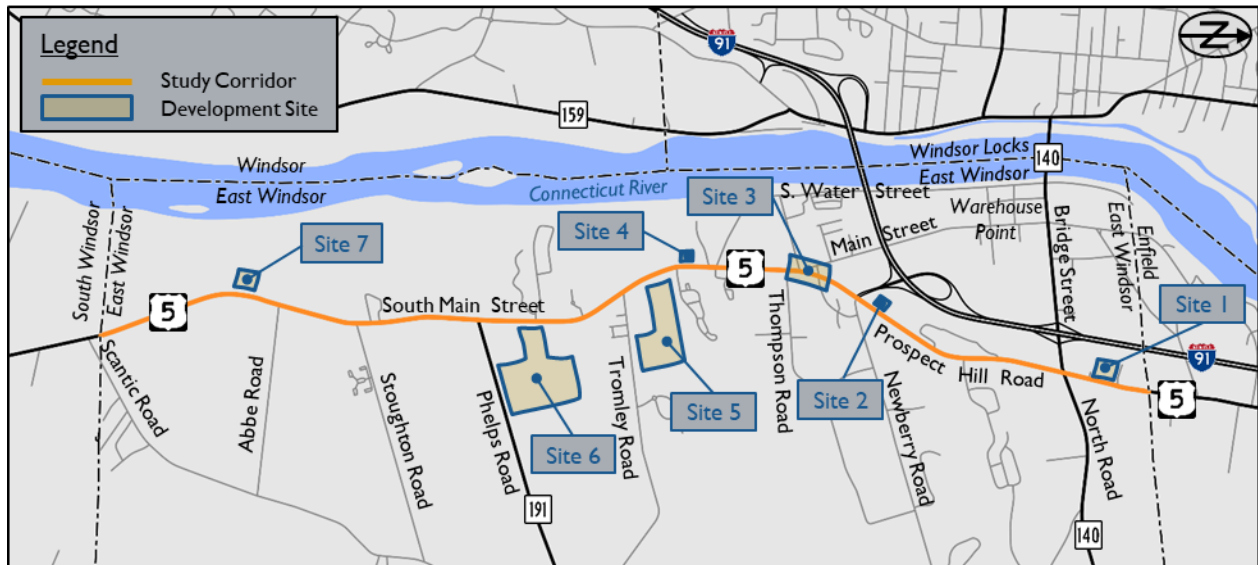 Legend
Study Corridor
Development Site
91
N
159
Windsor
East Windsor
Connecticut River
Windsor Locks
East Windsor
140
S. Water Street
Site 3
Main Street
Warehouse
Point
Bridge Street
Enfield
East Windsor
South Windsor
East Windsor
Site 7
Site 4
5
5
South Main Street
Site 1
91
5
Scantic Road
Abbe Road
Stoughton Road
Phelps Road
191
Site 6
Tromley Road
Site 5
Thompson Road
Site 2
Prospect Hill Road
Newberry Road
North Road
140